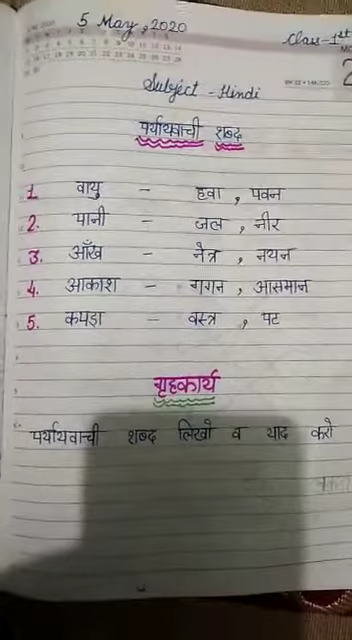 5 May, 2020
Class - 1st
Subject - Hindi
पर्यायवाची शब्द
1. वायु - हवा, पवन
2. पानी - जल, नीर
3. आँख - नेत्र, नयन
4. आकाश - गगन, आसमान
5. कपड़ा - वस्त्र, पट
गृहकार्य
पर्यायवाची शब्द लिखो व याद करो